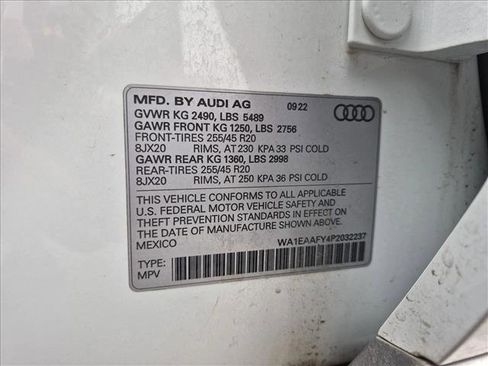 MFD. BY AUDI AG 09 22
GVWR KG 2490, LBS 5489
GAWR FRONT KG 1250, LBS 2756
FRONT-TIRES 255/45 R20
8JX20 RIMS, AT 230 KPA 33 PSI COLD
GAWR REAR KG 1360, LBS 2998
REAR-TIRES 255/45 R20
8JX20 RIMS, AT 250 KPA 36 PSI COLD
THIS VEHICLE CONFORMS TO ALL APPLICABLE
U.S. FEDERAL MOTOR VEHICLE SAFETY AND
THEFT PREVENTION STANDARDS IN EFFECT ON
THE DATE OF MANUFACTURE SHOWN ABOVE
MEXICO WA1EAAFY4P2032237
TYPE:
MPV